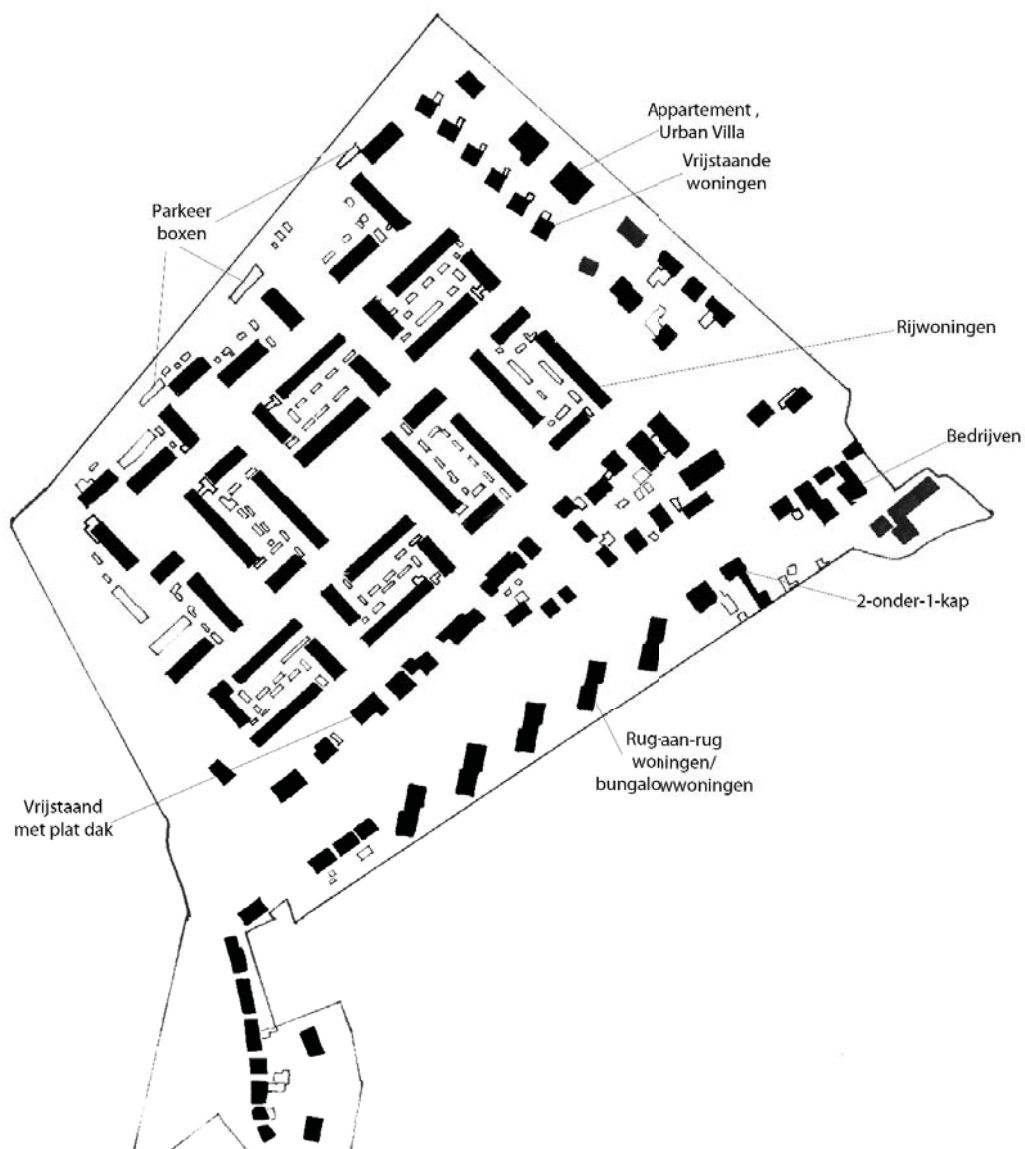 Appartement ,
Urban Villa
Vrijstaande
woningen
Parkeer
boxen
Rijwoningen
Bedrijven
2-onder-1-kap
Rug-aan-rug
woningen/
bungalowwoningen
Vrijstaand
met plat dak